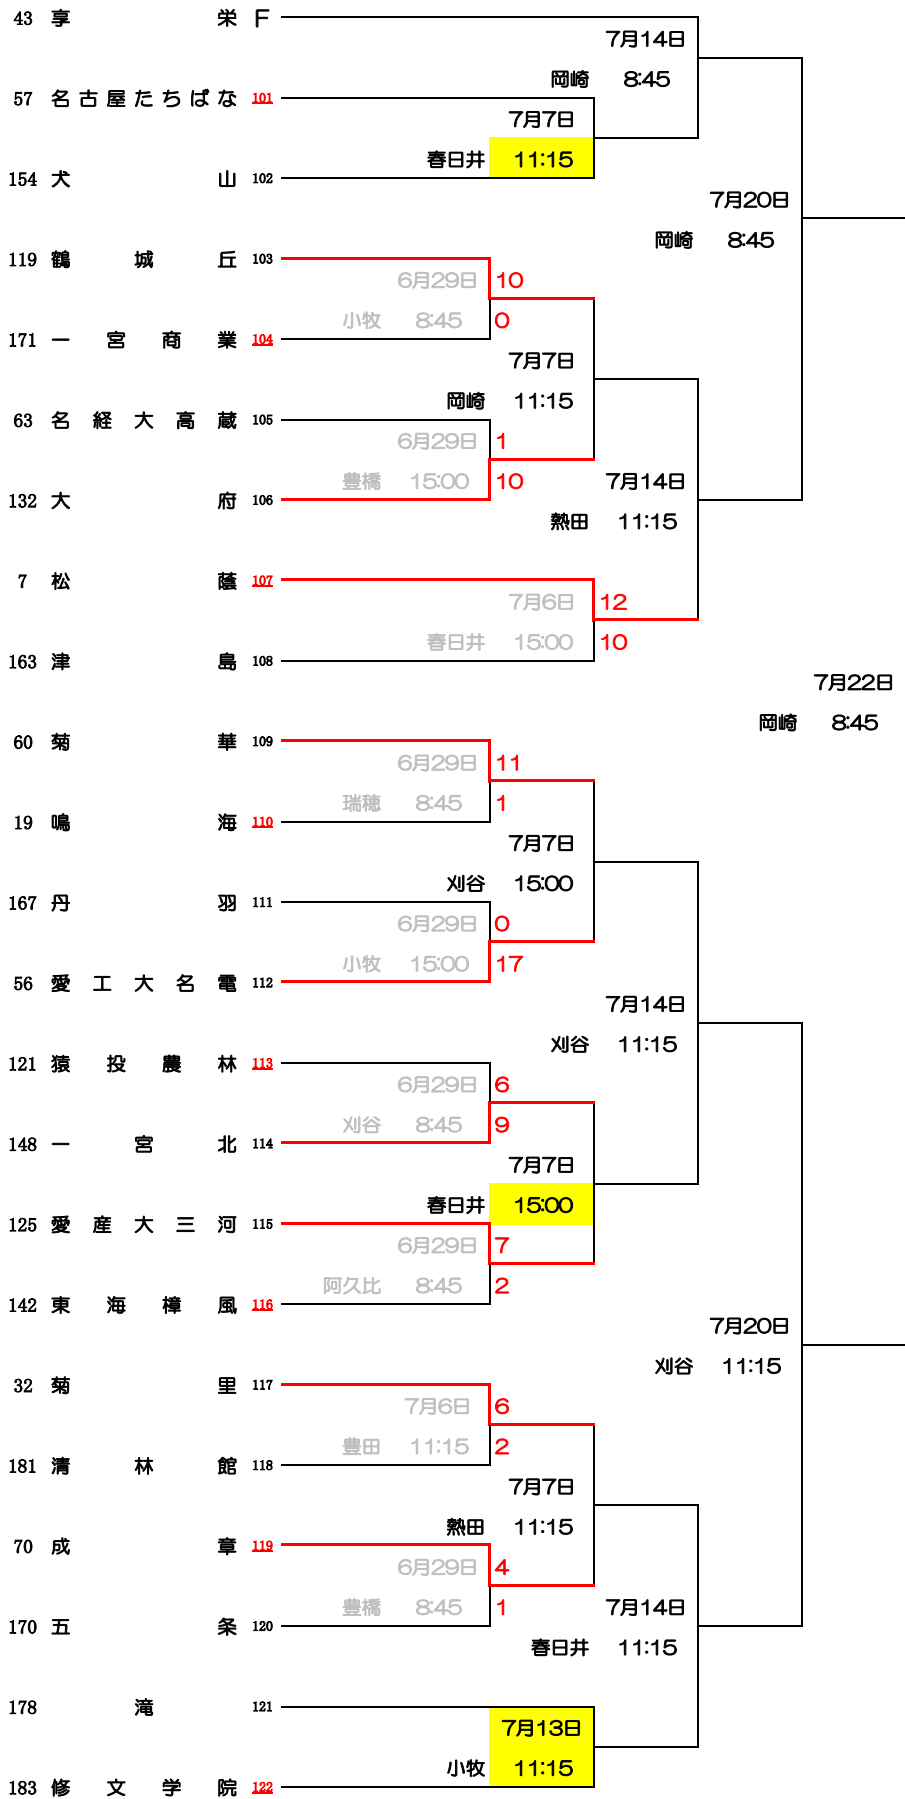 43 享栄 F
7月14日
岡崎 8:45
57 名古屋たちばな 101
7月7日
春日井 11:15
154 犬山 102
7月20日
岡崎 8:45
119 鶴城丘 103
6月29日 10
小牧 8:45 0
171 一宮商業 104
7月7日
岡崎 11:15
63 名経大高蔵 105
6月29日 1
豊橋 15:00 10
7月14日
132 大府 106
熱田 11:15
7 松蔭 107
7月6日 12
春日井 15:00 10
163 津島 108
7月22日
岡崎 8:45
60 菊華 109
6月29日 11
瑞穂 8:45 1
19 鳴海 110
7月7日
刈谷 15:00
167 丹羽 111
6月29日 0
小牧 15:00 17
56 愛工大名電 112
7月14日
刈谷 11:15
121 猿投農林 113
6月29日 6
刈谷 8:45 9
148 一宮北 114
7月7日
春日井 15:00
125 愛産大三河 115
6月29日 7
阿久比 8:45 2
142 東海樟風 116
7月20日
刈谷 11:15
32 菊里 117
7月6日 6
豊田 11:15 2
181 清林館 118
7月7日
熱田 11:15
70 成章 119
6月29日 4
豊橋 8:45 1
7月14日
170 五条 120
春日井 11:15
178 滝 121
7月13日
小牧 11:15
183 修文学院 122